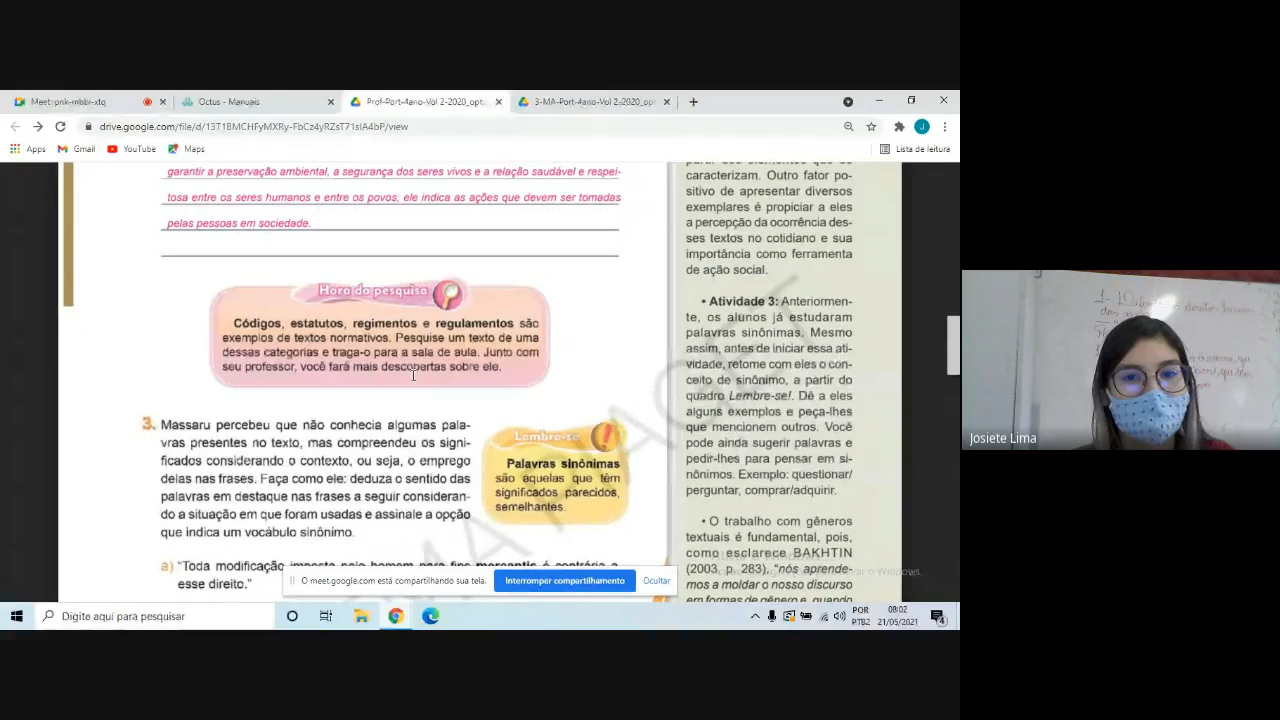 Meet: pnk-mbbi-xtq
Octus - Manuais
Prof-Port-4ano-Vol 2-2020_opt.
3-MA-Port-4ano-Vol 2-2020_op
drive.google.com/file/d/13T1BMCHFyMXRy-FbCz4yRZsT71sIA4bP/view
Apps
Gmail
YouTube
Maps
Lista de leitura
garantir a preservação ambiental, a segurança dos seres vivos e a relação saudável e respei-
tosa entre os seres humanos e entre os povos; ele indica as ações que devem ser tomadas
pelas pessoas em sociedade.
Hora da pesquisa
Códigos, estatutos, regimentos e regulamentos são
exemplos de textos normativos. Pesquise um texto de uma
dessas categorias e traga-o para a sala de aula. Junto com
seu professor, você fará mais descobertas sobre ele.
3. Massaru percebeu que não conhecia algumas pala-
vras presentes no texto, mas compreendeu os signi-
ficados considerando o contexto, ou seja, o emprego
delas nas frases. Faça como ele: deduza o sentido das
palavras em destaque nas frases a seguir consideran-
do a situação em que foram usadas e assinale a opção
que indica um vocábulo sinônimo.
Lembre-se
Palavras sinônimas
são aquelas que têm
significados parecidos,
semelhantes.
a) "Toda modificação imposta pelo homem para fins mercantis é contrária a
esse direito."
caracterizam. Outro fator po-
sitivo de apresentar diversos
exemplares é propiciar a eles
a percepção da ocorrência des-
ses textos no cotidiano e sua
importância como ferramenta
de ação social.
• Atividade 3: Anteriormen-
te, os alunos já estudaram
palavras sinônimas. Mesmo
assim, antes de iniciar essa ati-
vidade, retome com eles o con-
ceito de sinônimo, a partir do
quadro Lembre-se!. Dê a eles
alguns exemplos e peça-lhes
que mencionem outros. Você
pode ainda sugerir palavras e
pedir-lhes para pensar em si-
nônimos. Exemplo: questionar/
perguntar, comprar/adquirir.
• O trabalho com gêneros
textuais é fundamental, pois,
como esclarece BAKHTIN
(2003, p. 283), "nós aprende-
mos a moldar o nosso discurso
em formas de gênero e, quando
O meet.google.com está compartilhando sua tela.
Interromper compartilhamento
Ocultar
Digite aqui para pesquisar
POR
PTB2
08:02
21/05/2021
4
Josiete Lima